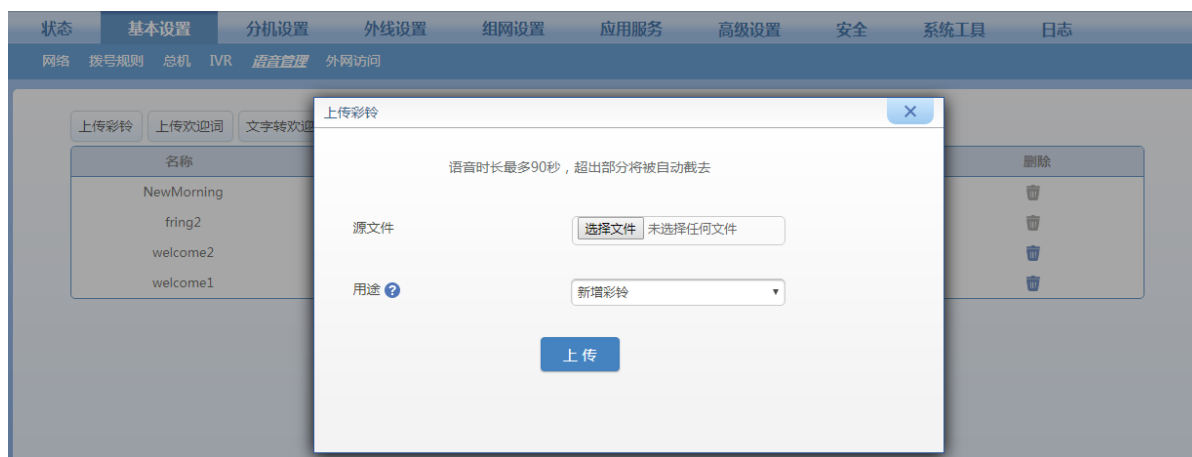 状态 基本设置 分机设置 外线设置 组网设置 应用服务 高级设置 安全 系统工具 日志
网络 拨号规则 总机 IVR 语音管理 外网访问
上传彩铃 上传欢迎词 文字转欢迎
上传彩铃
名称 删除
语音时长最多90秒，超出部分将被自动截去
NewMorning
fring2
源文件 选择文件 未选择任何文件
welcome2
welcome1
用途 ? 新增彩铃
上传